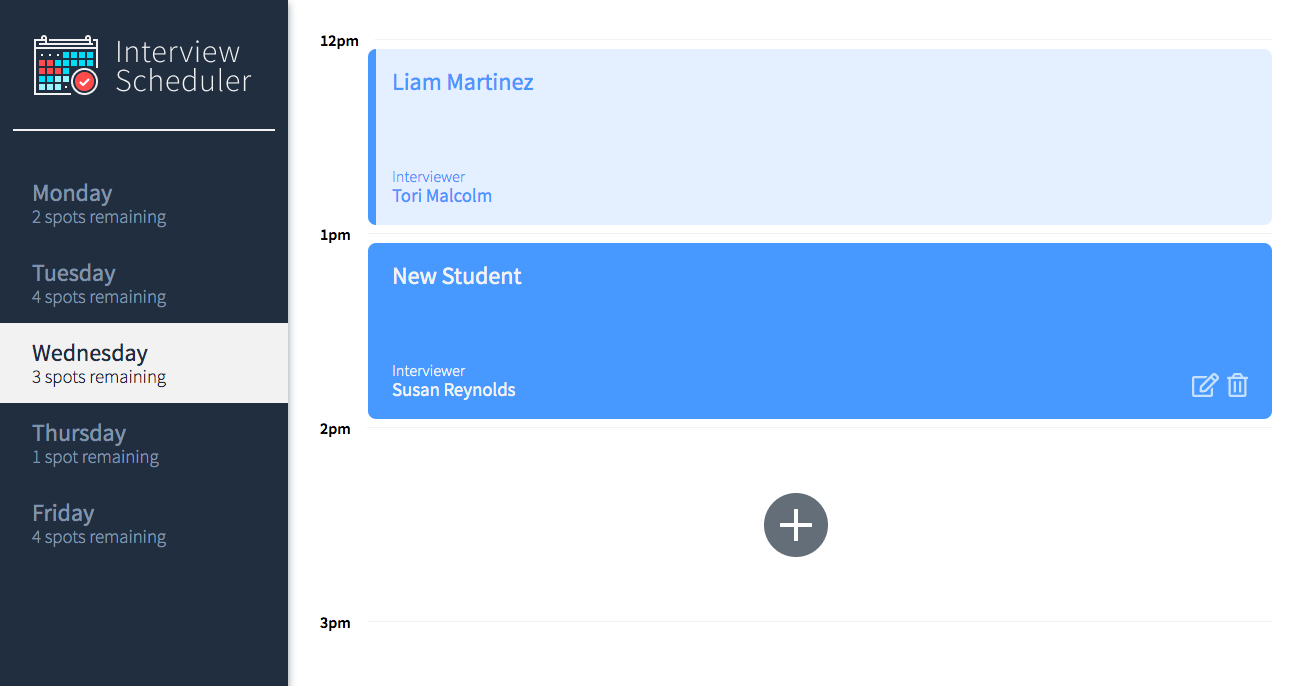 Interview
Scheduler
Monday
2 spots remaining
Tuesday
4 spots remaining
Wednesday
3 spots remaining
Thursday
1 spot remaining
Friday
4 spots remaining
12pm
Liam Martinez
Interviewer
Tori Malcolm
1pm
New Student
Interviewer
Susan Reynolds
2pm
3pm